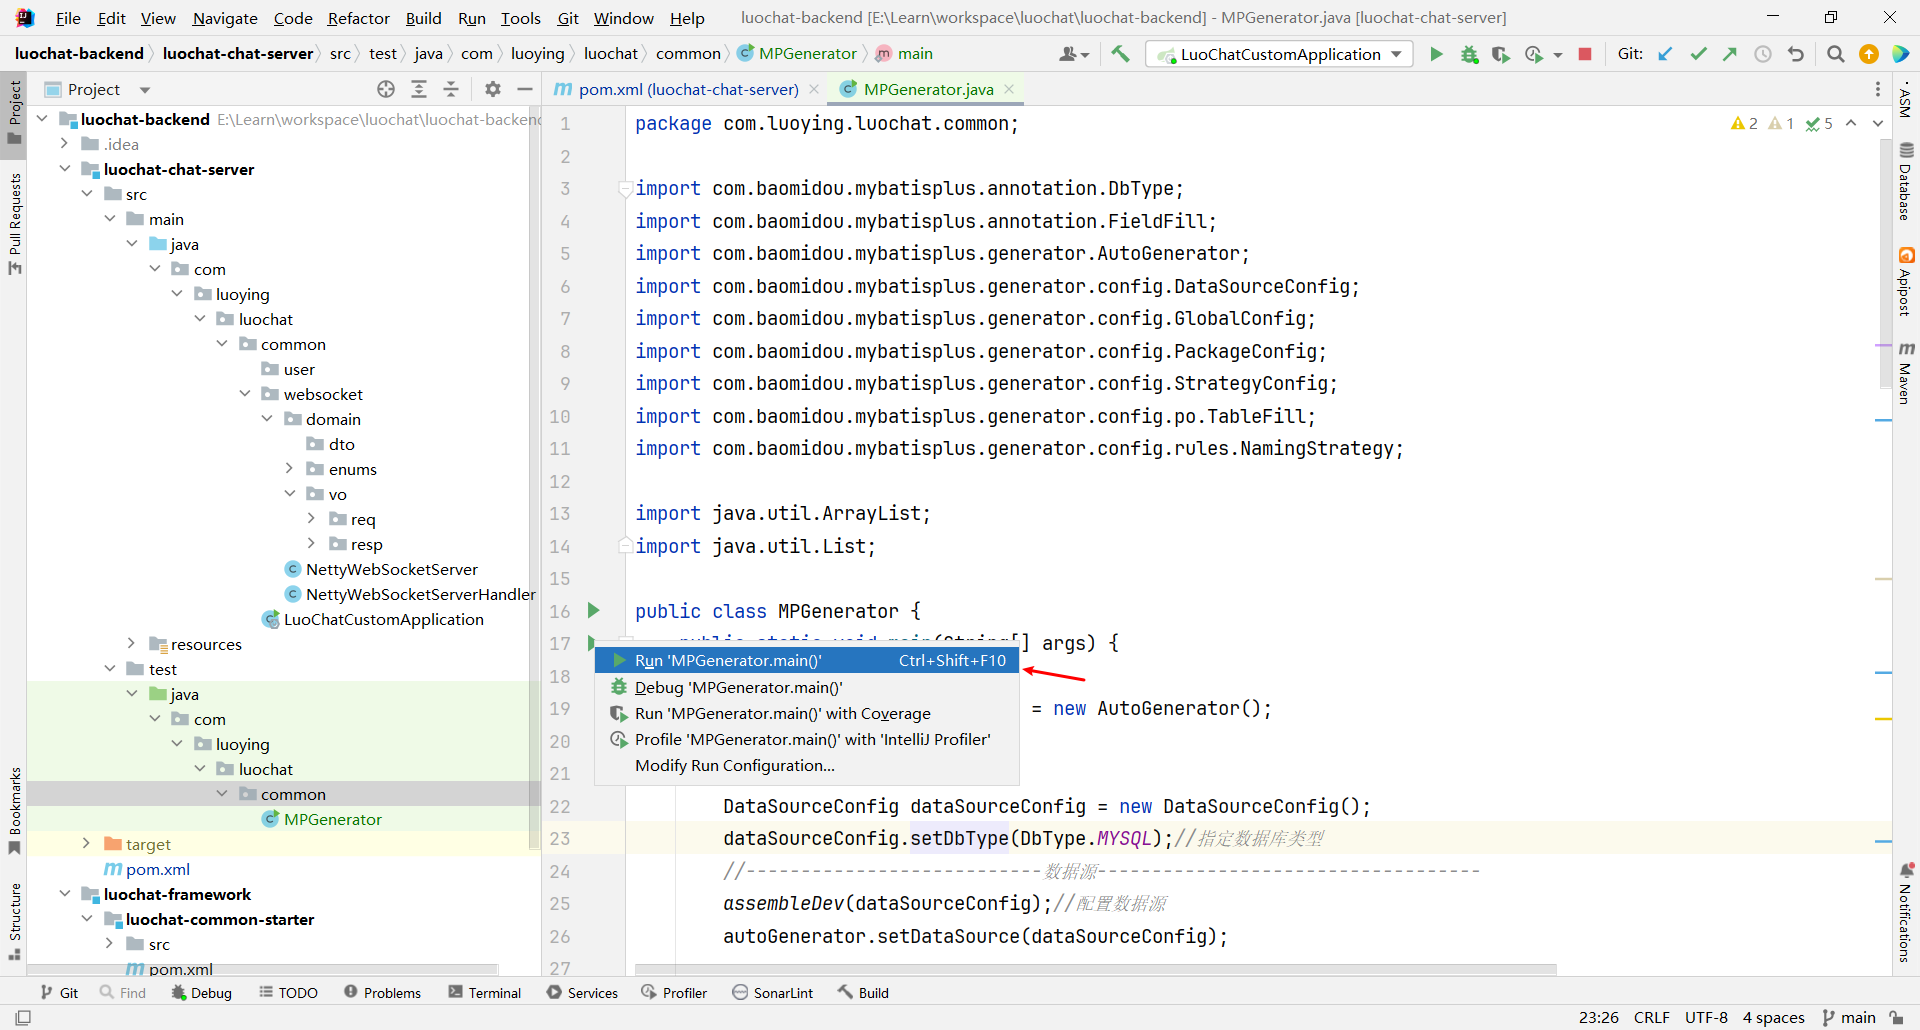 File Edit View Navigate Code Refactor Build Run Tools Git Window Help luochat-backend [E:\Learn\workspace\luochat\luochat-backend] - MPGenerator.java [luochat-chat-server]
luochat-backend luochat-chat-server src test java com luoying luochat common MPGenerator main LuoChatCustomApplication Git:
Project
pom.xml (luochat-chat-server) MPGenerator.java
Project
Pull Requests
Bookmarks
Structure
luochat-backend E:\Learn\workspace\luochat\luochat-backend
.idea
luochat-chat-server
src
main
java
com
luoying
luochat
common
user
websocket
domain
dto
enums
vo
req
resp
NettyWebSocketServer
NettyWebSocketServerHandler
LuoChatCustomApplication
resources
test
java
com
luoying
luochat
common
MPGenerator
target
pom.xml
luochat-framework
luochat-common-starter
src
pom.xml
2 1 5
1 package com.luoying.luochat.common;
2
3 import com.baomidou.mybatisplus.annotation.DbType;
4 import com.baomidou.mybatisplus.annotation.FieldFill;
5 import com.baomidou.mybatisplus.generator.AutoGenerator;
6 import com.baomidou.mybatisplus.generator.config.DataSourceConfig;
7 import com.baomidou.mybatisplus.generator.config.GlobalConfig;
8 import com.baomidou.mybatisplus.generator.config.PackageConfig;
9 import com.baomidou.mybatisplus.generator.config.StrategyConfig;
10 import com.baomidou.mybatisplus.generator.config.po.TableFill;
11 import com.baomidou.mybatisplus.generator.config.rules.NamingStrategy;
12
13 import java.util.ArrayList;
14 import java.util.List;
15
16 public class MPGenerator {
17 public static void main(String[] args) {
18
19 = new AutoGenerator();
20
21
22 DataSourceConfig dataSourceConfig = new DataSourceConfig();
23 dataSourceConfig.setDbType(DbType.MYSQL);//指定数据库类型
24 //---------------------------数据源-----------------------------------
25 assembleDev(dataSourceConfig);//配置数据源
26 autoGenerator.setDataSource(dataSourceConfig);
27
Run 'MPGenerator.main()' Ctrl+Shift+F10
Debug 'MPGenerator.main()'
Run 'MPGenerator.main()' with Coverage
Profile 'MPGenerator.main()' with 'IntelliJ Profiler'
Modify Run Configuration...
ASM
Database
Apipost
Maven
Notifications
Git Find Debug TODO Problems Terminal Services Profiler SonarLint Build
23:26 CRLF UTF-8 4 spaces main